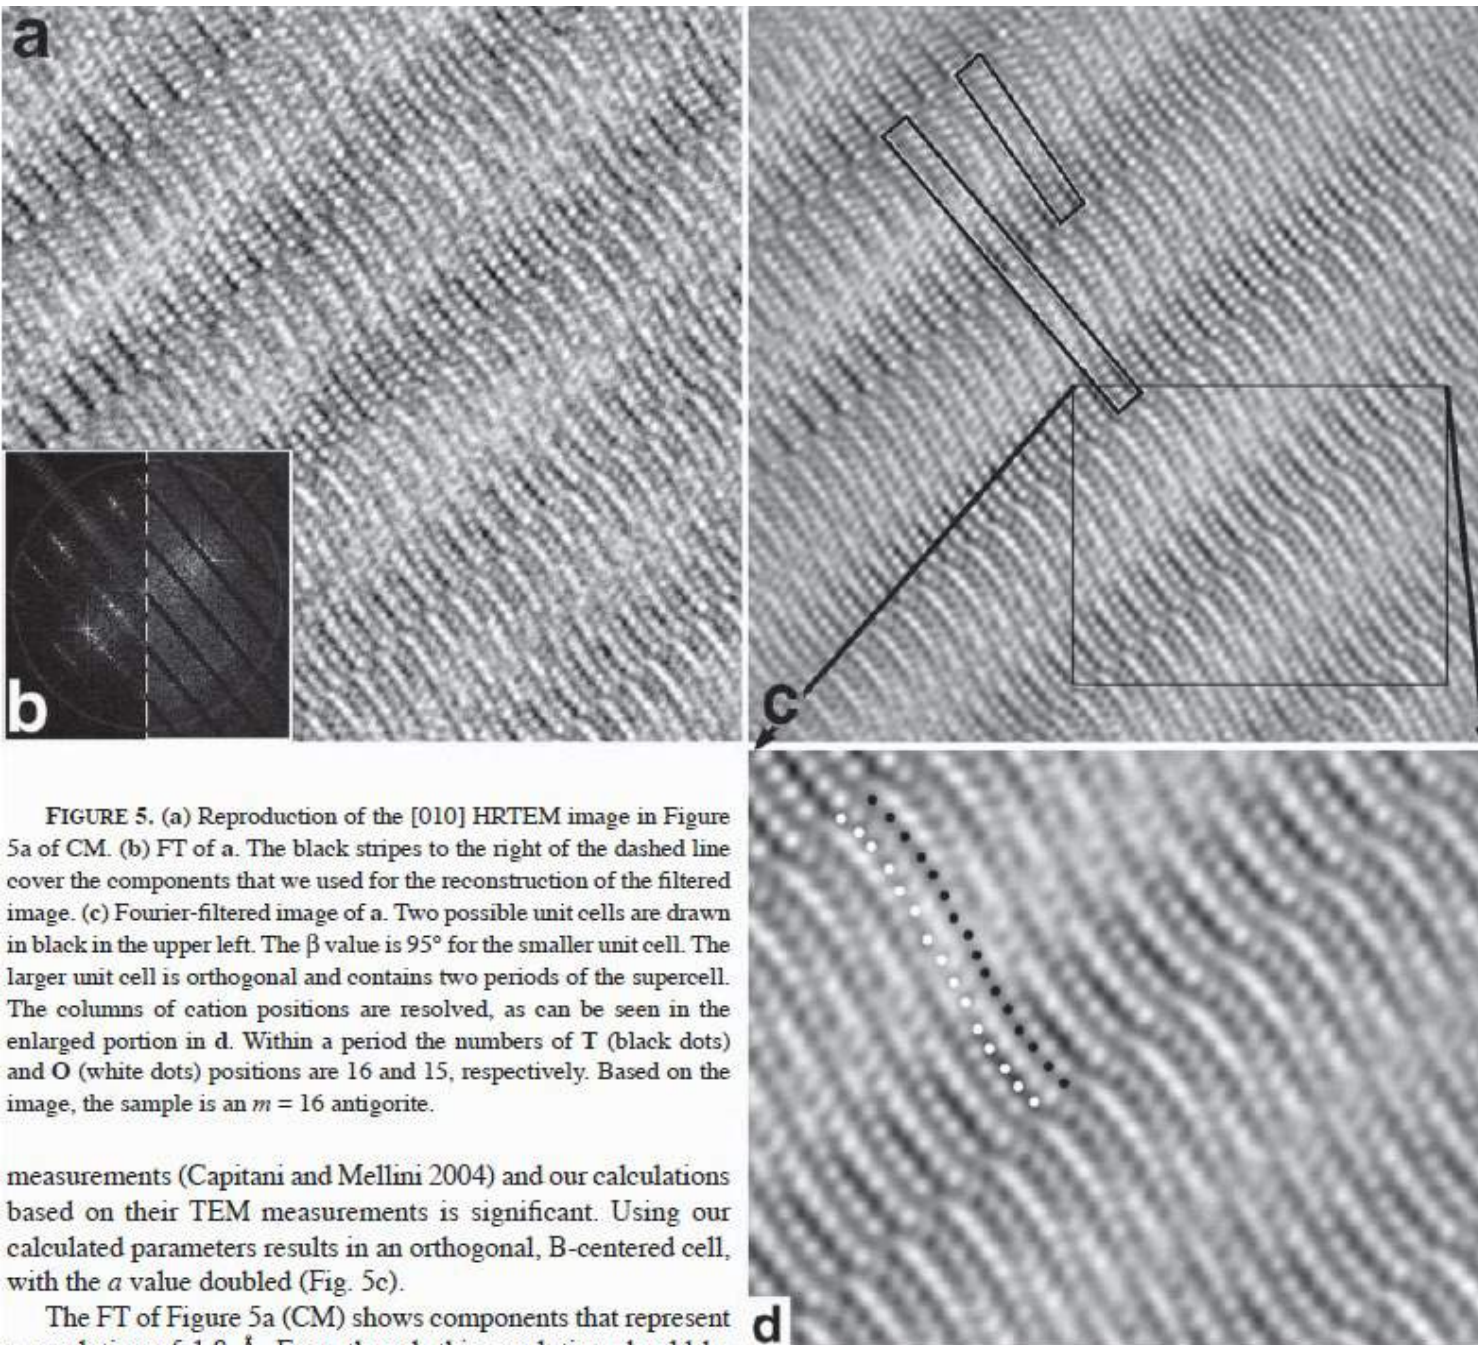 a
b
c
d
FIGURE 5. (a) Reproduction of the [010] HRTEM image in Figure
5a of CM. (b) FT of a. The black stripes to the right of the dashed line
cover the components that we used for the reconstruction of the filtered
image. (c) Fourier-filtered image of a. Two possible unit cells are drawn
in black in the upper left. The β value is 95° for the smaller unit cell. The
larger unit cell is orthogonal and contains two periods of the supercell.
The columns of cation positions are resolved, as can be seen in the
enlarged portion in d. Within a period the numbers of T (black dots)
and O (white dots) positions are 16 and 15, respectively. Based on the
image, the sample is an m = 16 antigorite.
measurements (Capitani and Mellini 2004) and our calculations
based on their TEM measurements is significant. Using our
calculated parameters results in an orthogonal, B-centered cell,
with the a value doubled (Fig. 5c).
The FT of Figure 5a (CM) shows components that represent